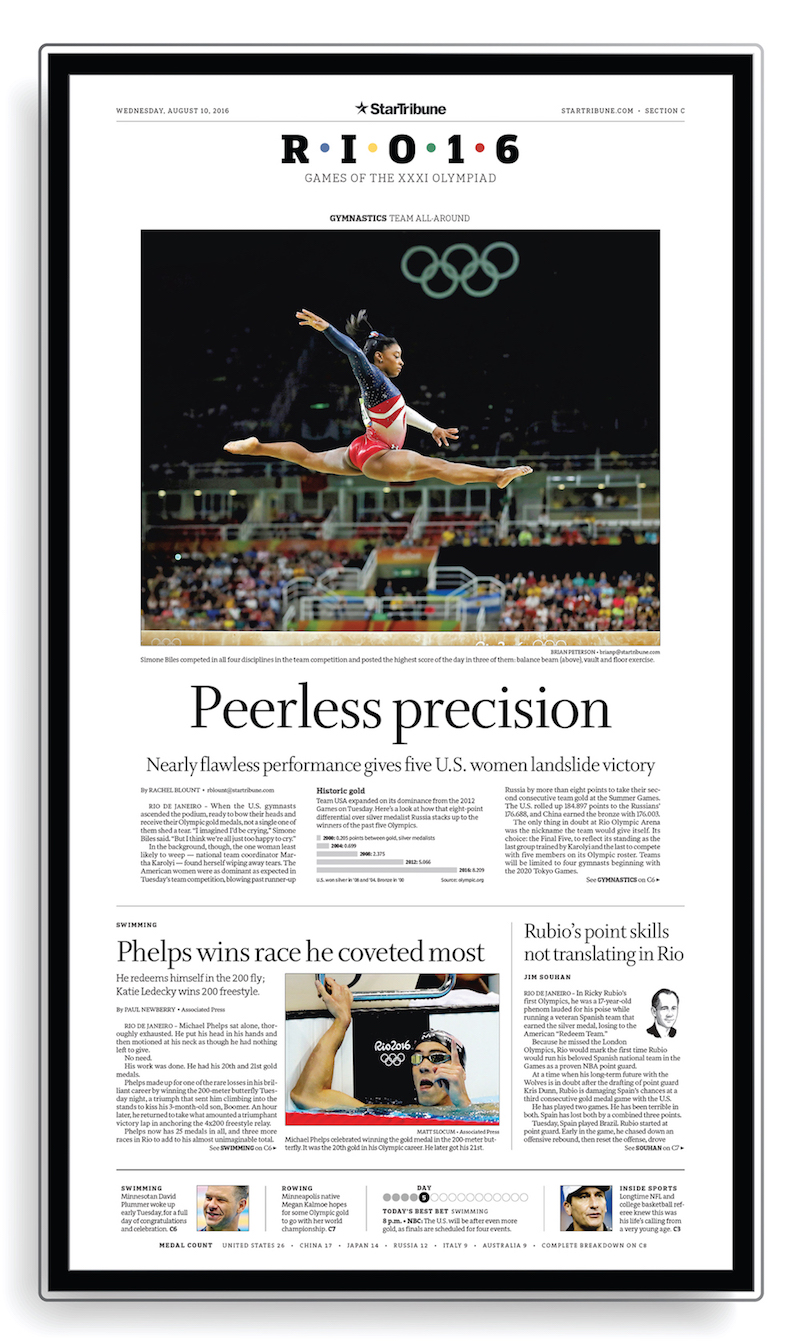 WEDNESDAY, AUGUST 10, 2016
StarTribune
STARTRIBUNE.COM • SECTION C
R•I•O•1•6
GAMES OF THE XXXI OLYMPIAD
GYMNASTICS TEAM ALL-AROUND
BRIAN PETERSON • brianp@startribune.com
Simone Biles competed in all four disciplines in the team competition and posted the highest score of the day in three of them: balance beam (above), vault and floor exercise.
Peerless precision
Nearly flawless performance gives five U.S. women landslide victory
By RACHEL BLOUNT • rblount@startribune.com
RIO DE JANEIRO – When the U.S. gymnasts
ascended the podium, ready to bow their heads and
receive their Olympic gold medals, not a single one of
them shed a tear. "I imagined I'd be crying," Simone
Biles said. "But I think we're all just too happy to cry."
In the background, though, the one woman least
likely to weep — national team coordinator Mar-
tha Karolyi — found herself wiping away tears. The
American women were as dominant as expected in
Tuesday's team competition, blowing past runner-up
Historic gold
Team USA expanded on its dominance from the 2012
Games on Tuesday. Here's a look at how that eight-point
differential over silver medalist Russia stacks up to the
winners of the past five Olympics.
2000: 0.205 points between gold, silver medalists
2004: 0.699
2008: 2.375
2012: 5.066
2016: 8.209
U.S. won silver in '08 and '04. Bronze in '00
Source: olympic.org
Russia by more than eight points to take their sec-
ond consecutive team gold at the Summer Games.
The U.S. rolled up 184.897 points to the Russians'
176.688, and China earned the bronze with 176.003.
The only thing in doubt at Rio Olympic Arena
was the nickname the team would give itself. Its
choice: the Final Five, to reflect its standing as the
last group trained by Karolyi and the last to compete
with five members on its Olympic roster. Teams
will be limited to four gymnasts beginning with
the 2020 Tokyo Games.
See GYMNASTICS on C6 ►
SWIMMING
Phelps wins race he coveted most
He redeems himself in the 200 fly;
Katie Ledecky wins 200 freestyle.
By PAUL NEWBERRY • Associated Press
RIO DE JANEIRO – Michael Phelps sat alone, thor-
oughly exhausted. He put his head in his hands and
then motioned at his neck as though he had nothing
left to give.
No need.
His work was done. He had his 20th and 21st gold
medals.
Phelps made up for one of the rare losses in his bril-
liant career by winning the 200-meter butterfly Tues-
day night, a triumph that sent him climbing into the
stands to kiss his 3-month-old son, Boomer. An hour
later, he returned to take what amounted a triumphant
victory lap in anchoring the 4x200 freestyle relay.
Phelps now has 25 medals in all, and three more
races in Rio to add to his almost unimaginable total.
See SWIMMING on C6 ►
Rio2016
MATT SLOCUM • Associated Press
Michael Phelps celebrated winning the gold medal in the 200-meter but-
terfly. It was the 20th gold in his Olympic career. He later got his 21st.
Rubio's point skills
not translating in Rio
JIM SOUHAN
RIO DE JANEIRO – In Ricky Rubio's
first Olympics, he was a 17-year-old
phenom lauded for his poise while
running a veteran Spanish team that
earned the silver medal, losing to the
American "Redeem Team."
Because he missed the London
Olympics, Rio would mark the first time Rubio
would run his beloved Spanish national team in the
Games as a proven NBA point guard.
At a time when his long-term future with the
Wolves is in doubt after the drafting of point guard
Kris Dunn, Rubio is damaging Spain's chances at a
third consecutive gold medal game with the U.S.
He has played two games. He has been terrible in
both. Spain has lost both by a combined three points.
Tuesday, Spain played Brazil. Rubio started at
point guard. Early in the game, he chased down an
offensive rebound, then reset the offense, drove
See SOUHAN on C7 ►
SWIMMING
Minnesotan David
Plummer woke up
early Tuesday, for a full
day of congratulations
and celebration. C6
ROWING
Minneapolis native
Megan Kalmoe hopes
for some Olympic gold
to go with her world
championship. C7
DAY
5
TODAY'S BEST BET SWIMMING
8 p.m. • NBC: The U.S. will be after even more
gold, as finals are scheduled for four events.
INSIDE SPORTS
Longtime NFL and
college basketball ref-
eree knew this was
his life's calling from
a very young age. C3
MEDAL COUNT UNITED STATES 26 • CHINA 17 • JAPAN 14 • RUSSIA 12 • ITALY 9 • AUSTRALIA 9 • COMPLETE BREAKDOWN ON C8